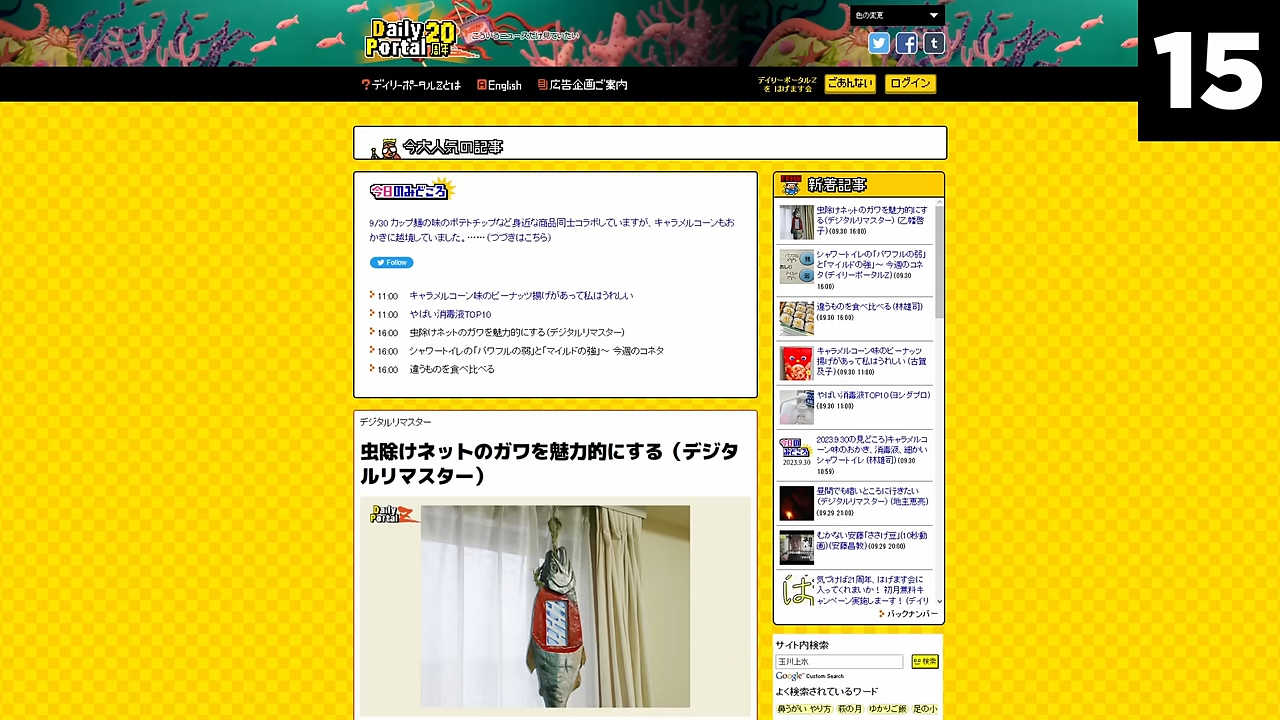 Daily Portal 20周年
こういうニュースだけ見ていたい
色の変更
15
デイリーポータルZとは
English
広告企画ご案内
デイリーポータルZ
を はげます会
ごあんない
ログイン
今大人気の記事
今日のみどころ
9/30 カップ麺の味のポテトチップなど身近な商品同士コラボしていますが、キャラメルコーンもお
かきに越境していました。……（つづきはこちら）
Follow
11:00 キャラメルコーン味のピーナッツ揚げがあって私はうれしい
11:00 やばい消毒液TOP10
16:00 虫除けネットのガワを魅力的にする（デジタルリマスター）
16:00 シャワートイレの「パワフルの弱」と「マイルドの強」～ 今週のコネタ
16:00 違うものを食べ比べる
デジタルリマスター
虫除けネットのガワを魅力的にする（デジタ
ルリマスター）
Daily Portal Z
新着記事
虫除けネットのガワを魅力的にす
る（デジタルリマスター） (乙幡啓
子) (09.30 16:00)
シャワートイレの「パワフルの弱」
と「マイルドの強」～ 今週のコネ
タ (デイリーポータルZ) (09.30
16:00)
違うものを食べ比べる (林雄司)
(09.30 16:00)
キャラメルコーン味のピーナッツ
揚げがあって私はうれしい (古賀
及子) (09.30 11:00)
やばい消毒液TOP10 (ヨシダプロ)
(09.30 11:00)
今日のみどころ
2023.9.30
2023.9.30の見どころ）キャラメルコ
ーン味のおかき、消毒液、細かい
シャワートイレ (林雄司) (09.30
10:59)
昼間でも暗いところに行きたい
（デジタルリマスター） (地主恵亮)
(09.29 21:00)
むかない安藤「ささげ豆」(10秒動
画) (安藤昌教) (09.29 20:00)
は
気づけば21周年、はげます会に
入ってくれまいか！ 初月無料キ
ャンペーン実施しまーす！ (デイリ
バックナンバー
サイト内検索
玉川上水
検索
Google Custom Search
よく検索されているワード
鼻うがい やり方 萩の月 ゆかりご飯 足の小